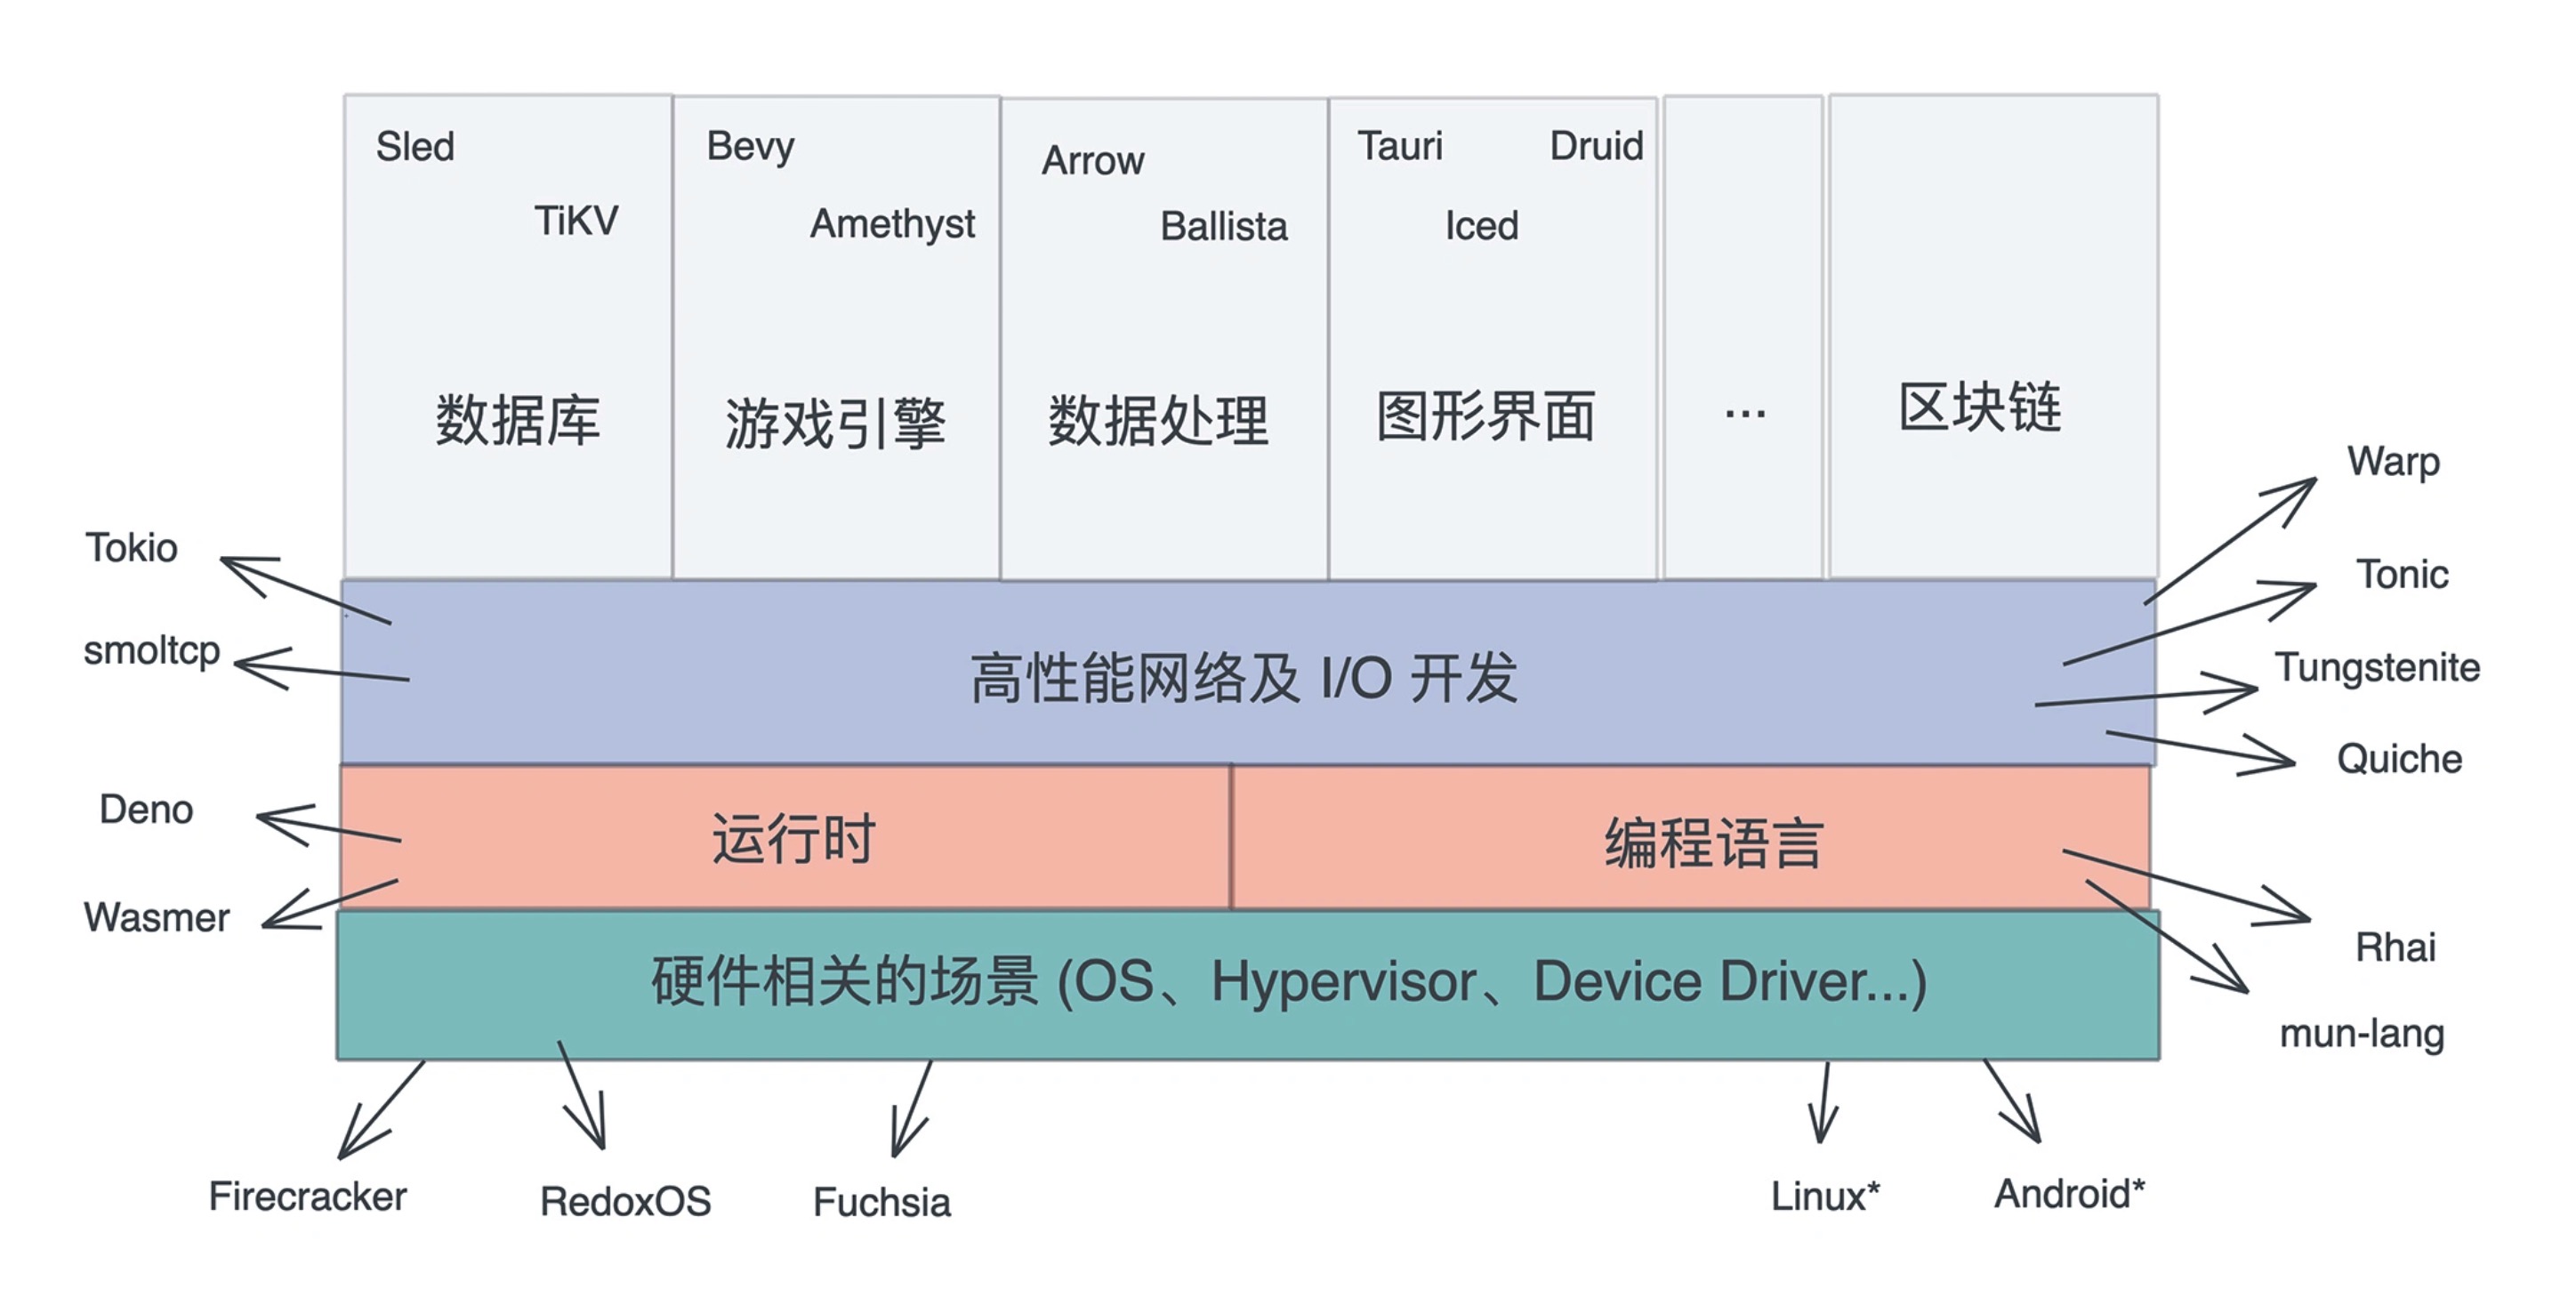 Sled
TiKV
数据库
Bevy
Amethyst
游戏引擎
Arrow
Ballista
数据处理
Tauri
Druid
Iced
图形界面
...
区块链
Tokio
smoltcp
高性能网络及 I/O 开发
Warp
Tonic
Tungstenite
Quiche
Deno
Wasmer
运行时
编程语言
Rhai
mun-lang
硬件相关的场景 (OS、Hypervisor、Device Driver...)
Firecracker
RedoxOS
Fuchsia
Linux*
Android*